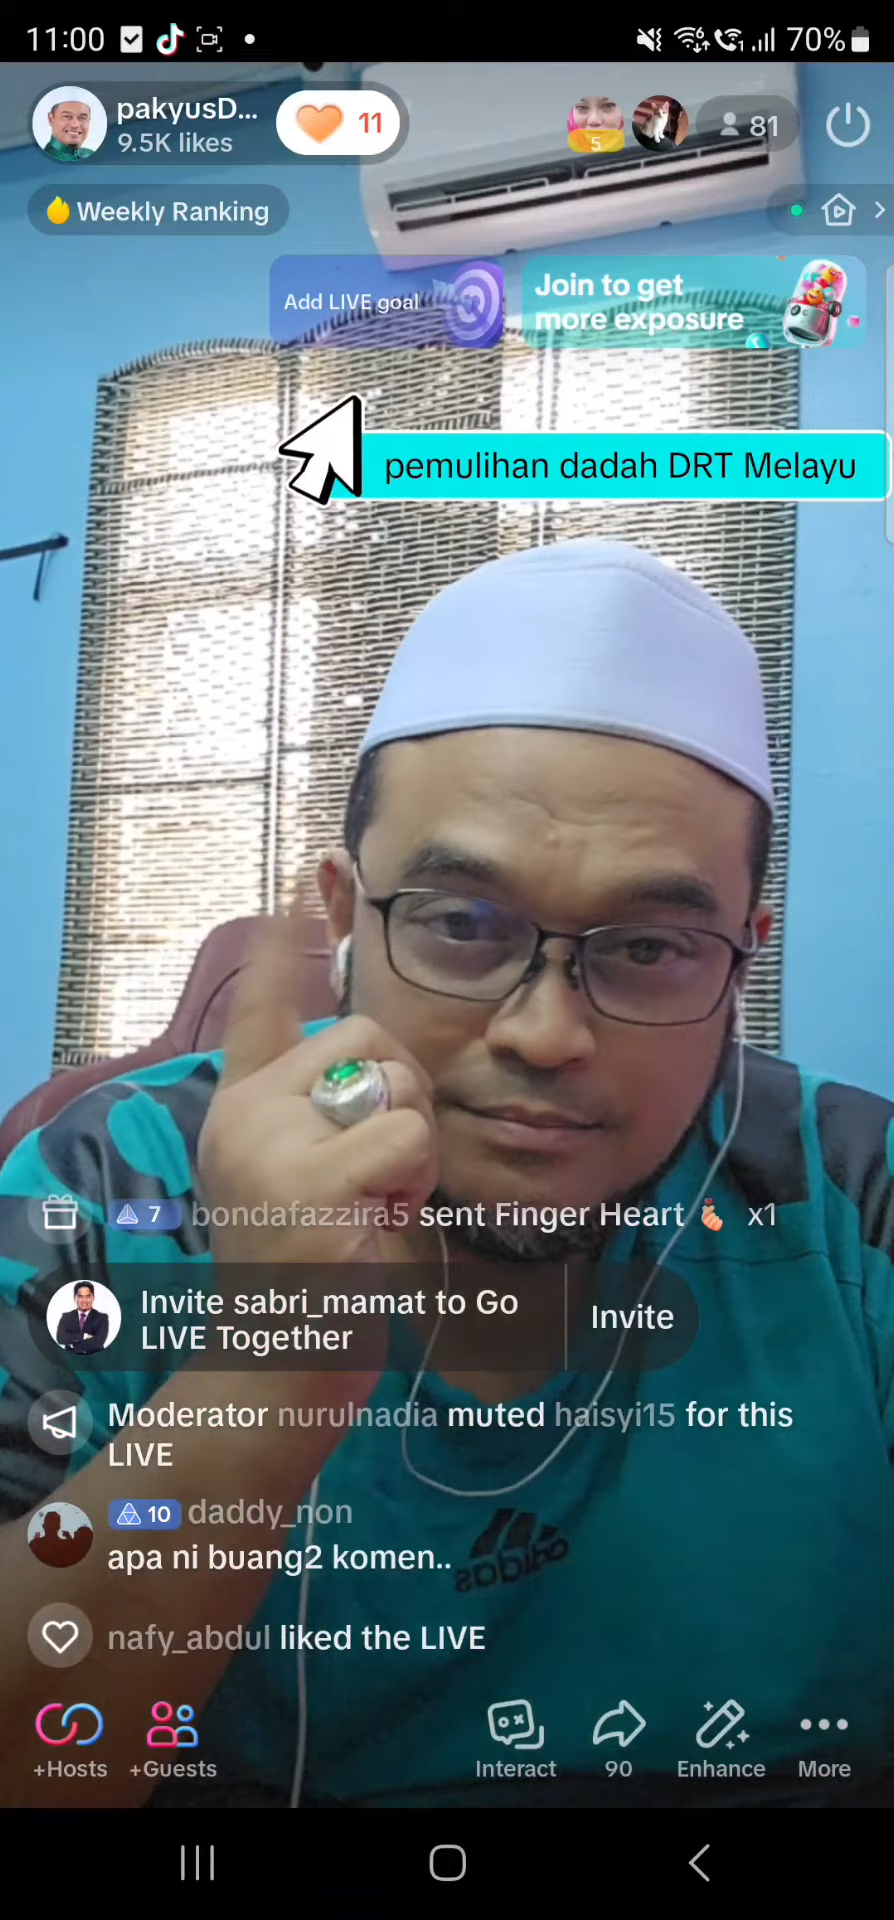 11:00
70%
pakyusD...
9.5K likes
11
5
81
Weekly Ranking
Add LIVE goal
Join to get
more exposure
pemulihan dadah DRT Melayu
7 bondafazzira5 sent Finger Heart x1
Invite sabri_mamat to Go
LIVE Together
Invite
Moderator nurulnadia muted haisyi15 for this
LIVE
10 daddy_non
apa ni buang2 komen..
adidas
nafy_abdul liked the LIVE
+Hosts
+Guests
Interact
90
Enhance
More